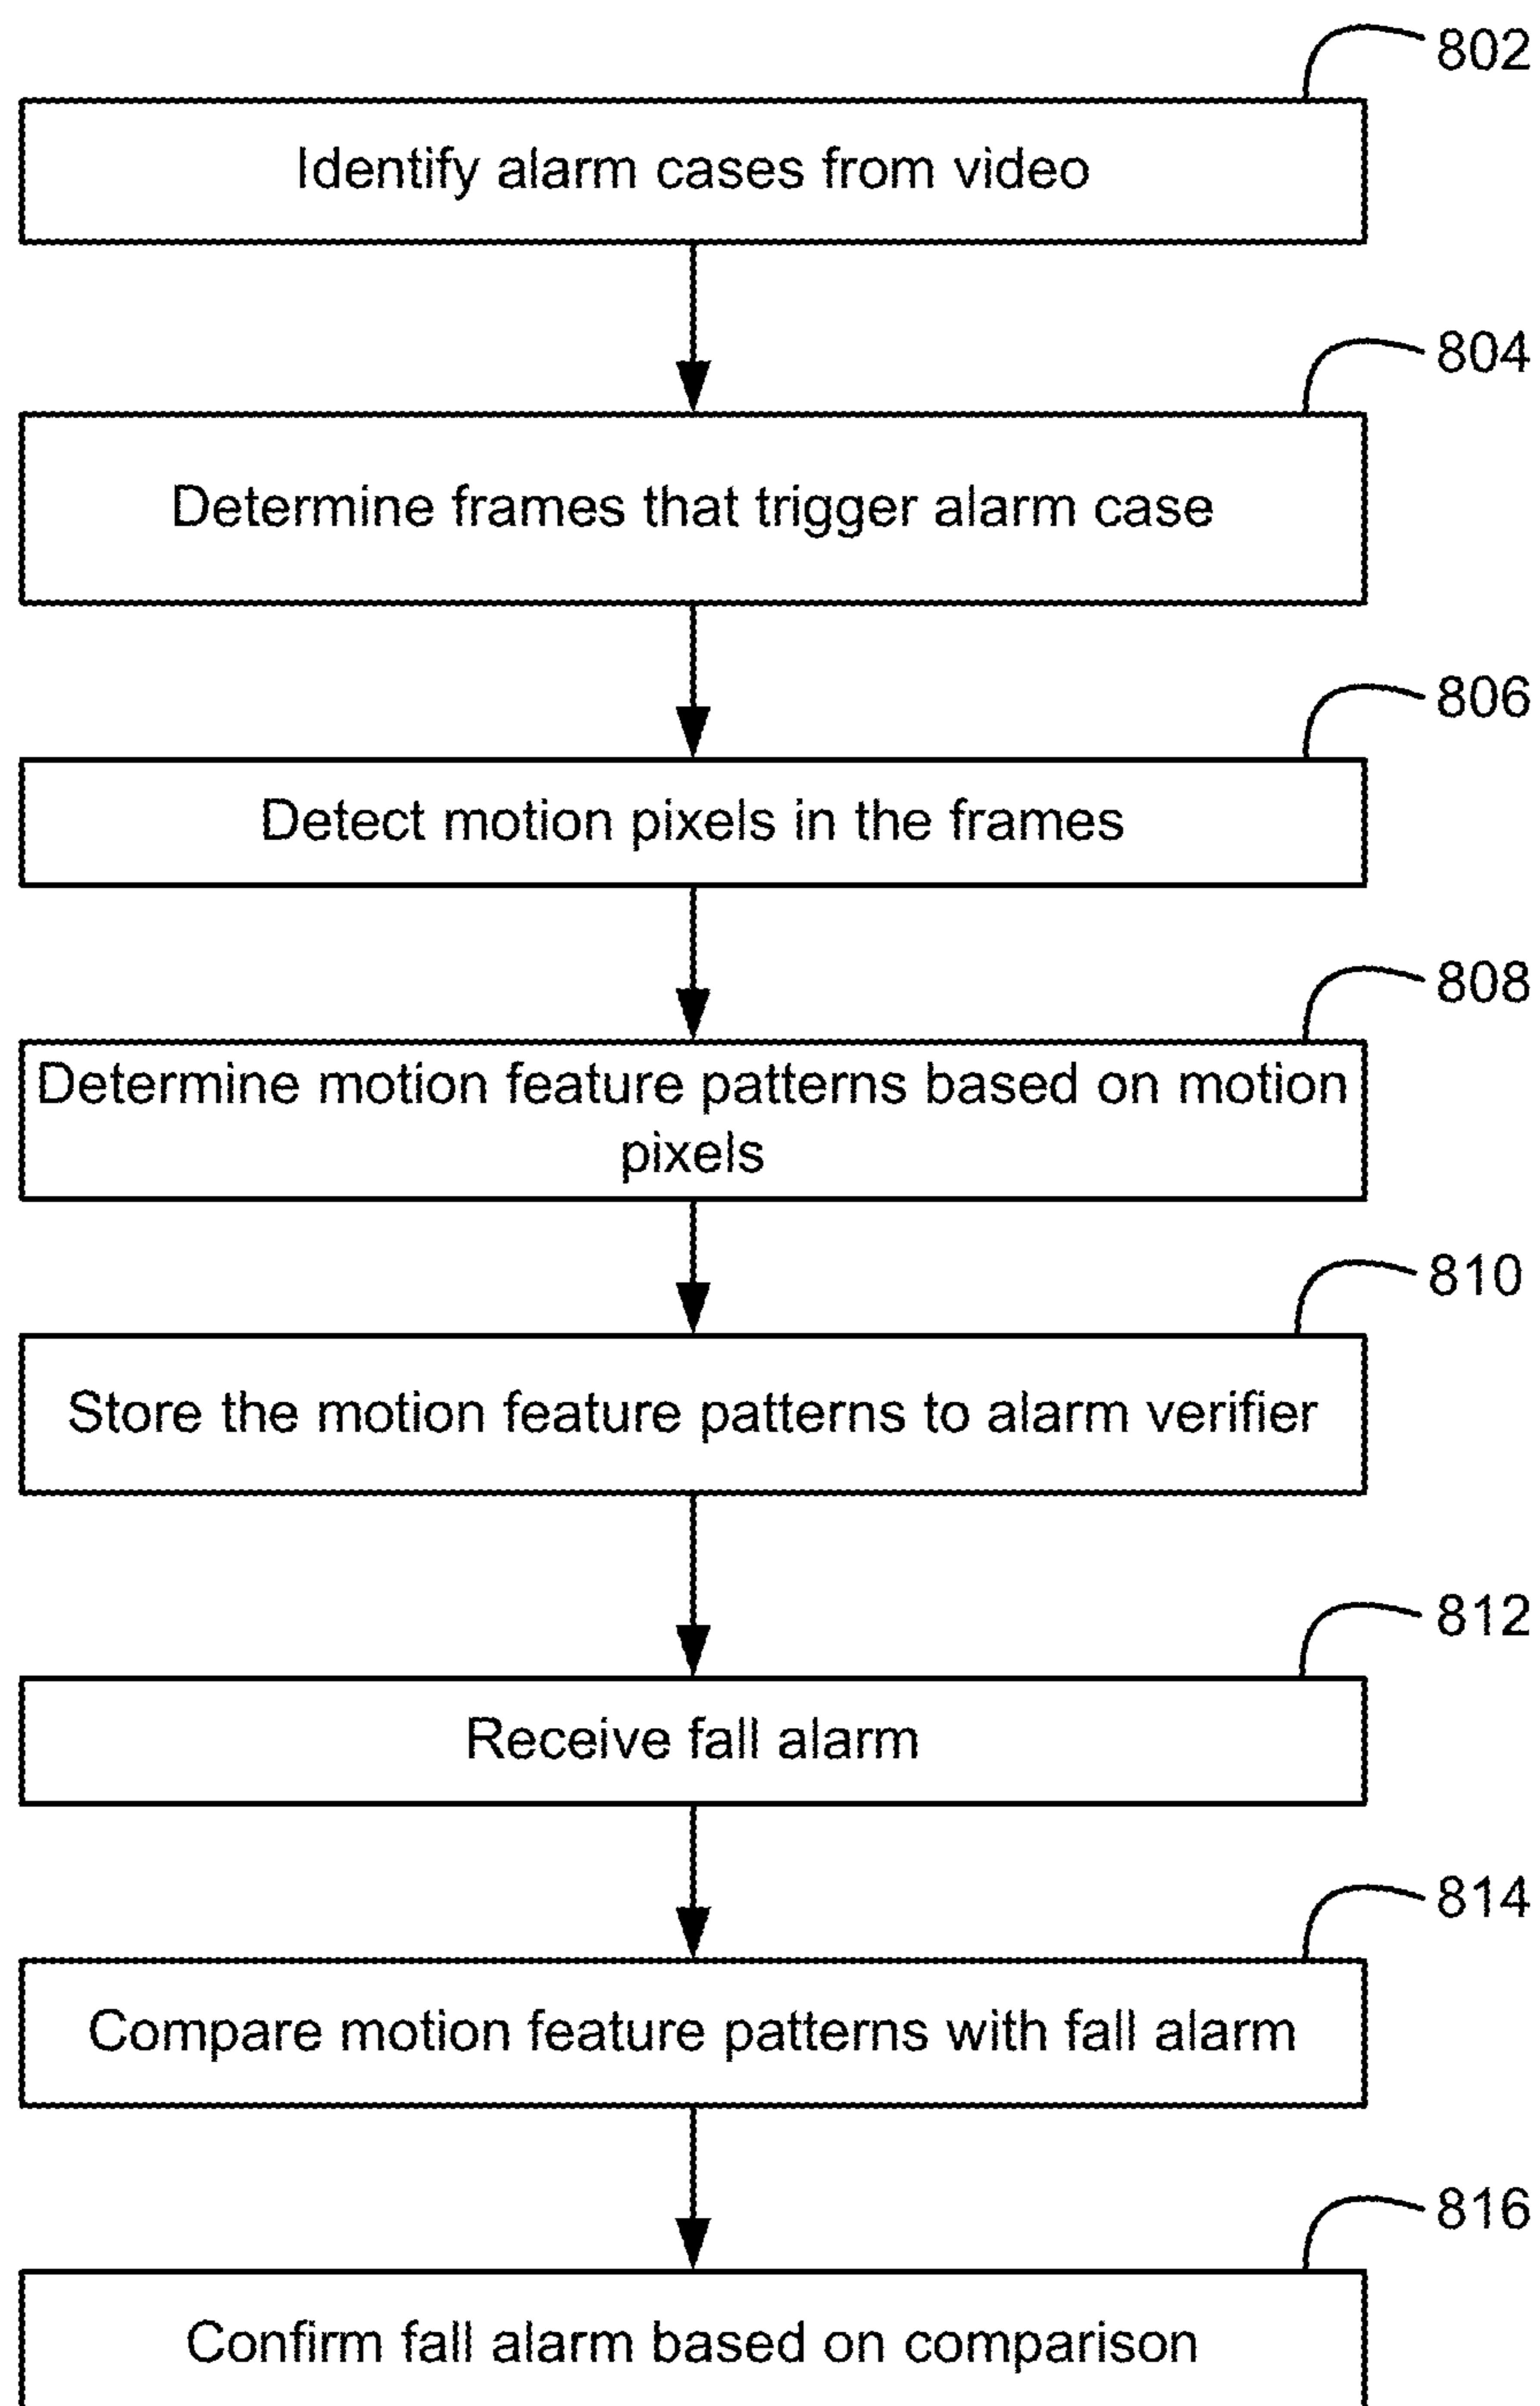 802
Identify alarm cases from video
804
Determine frames that trigger alarm case
806
Detect motion pixels in the frames
808
Determine motion feature patterns based on motion
pixels
810
Store the motion feature patterns to alarm verifier
812
Receive fall alarm
814
Compare motion feature patterns with fall alarm
816
Confirm fall alarm based on comparison